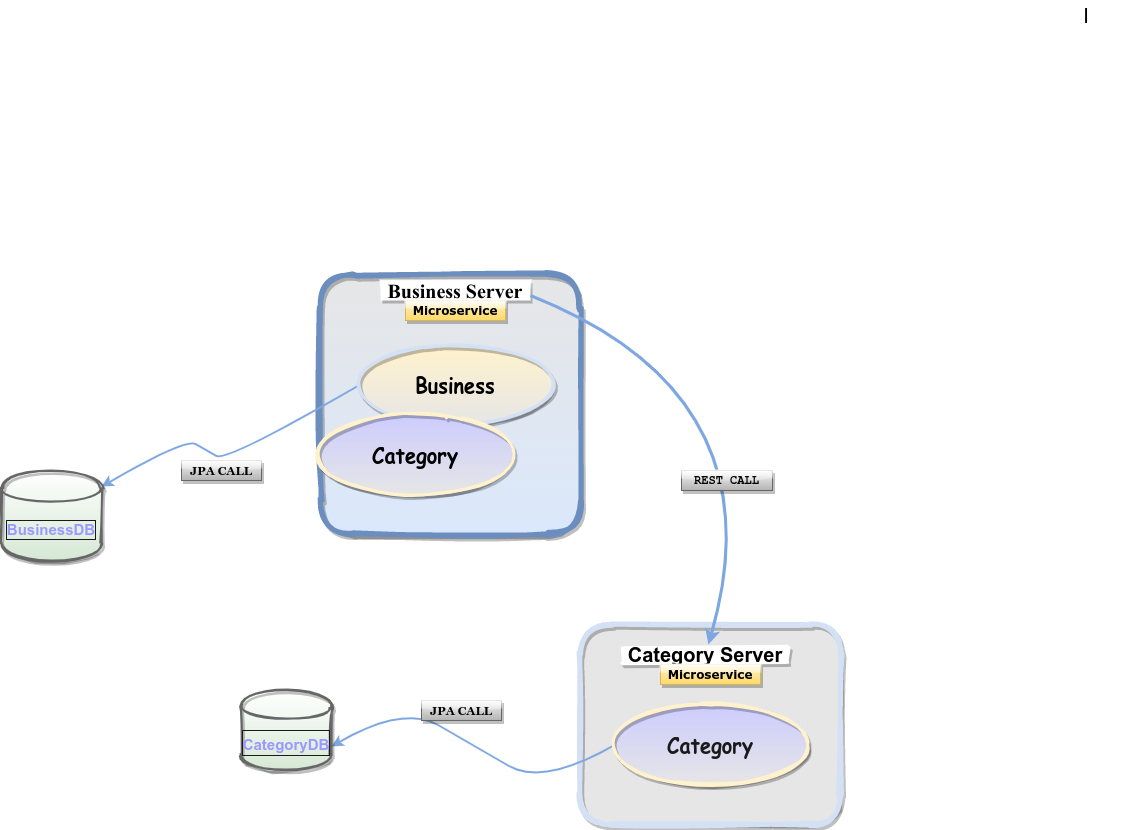 Business Server
Microservice
Business
Category
JPA CALL
REST CALL
BusinessDB
Category Server
Microservice
JPA CALL
CategoryDB
Category